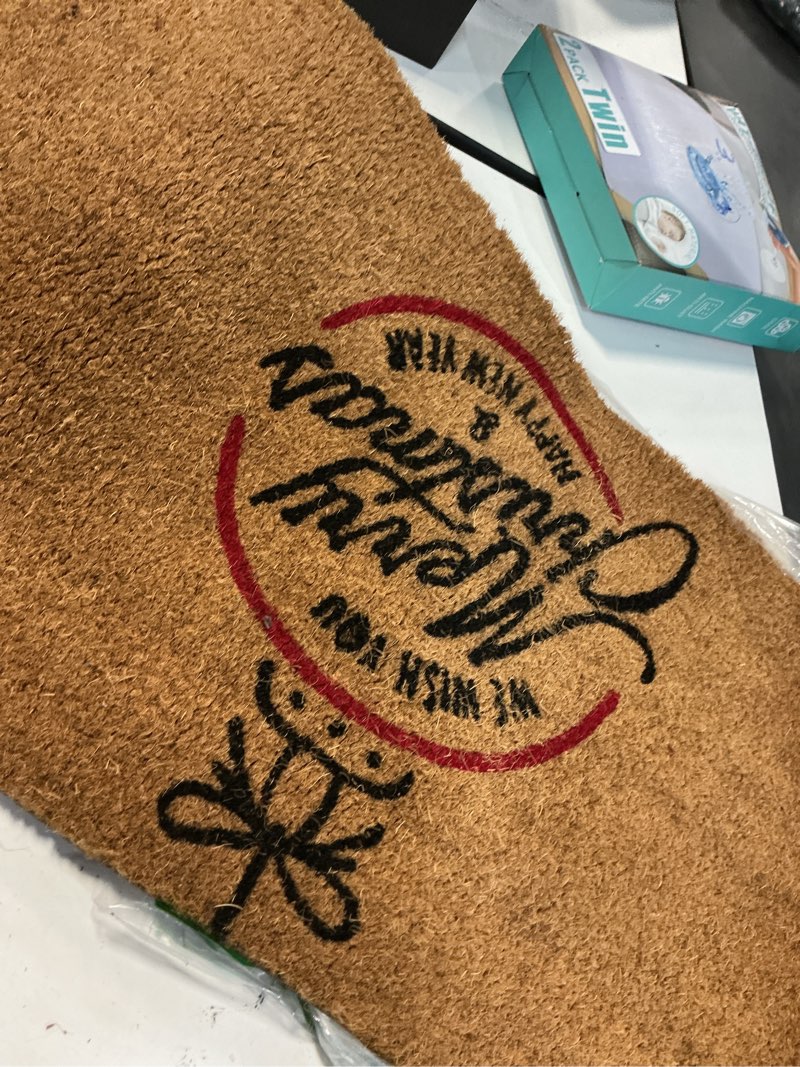 WE WISH YOU
Merry
Christmas
&
HAPPY NEW YEAR
2 PACK Twin